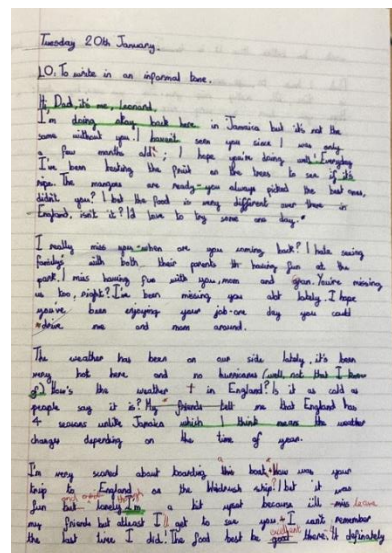 Tuesday 20th January.
LO: To write in an informal tone.
Hi, Dad, it's me, Leonard,
I'm doing okay back here in Jamaica but it's not the
same without you. I haven't seen you since I was only
a few months old; I hope you're doing well. Everyday
I've been testing the fruit on the trees to see if it's
ripe. The mangoes are ready-you always picked the best ones,
didn't you? But the food is very different over there in
England, isn't it? I'd love to try some one day.
I really miss you-when are you coming back? I hate seeing
familys with both their parents having fun at the
park. I miss having fun with you, mom and gran. You're missing
us too, right? I've been missing you alot lately. I hope
you've been enjoying your job-one day you could
drive me and mom around.
The weather has been on our side lately, it's been
very hot here and no hurricanes (well, not that I know
of.) How's the weather in England? Is it as cold as
people say it is? My friends tell me that England has
4 seasons unlike Jamaica which I think means the weather
changes depending on the time of year.
I'm very scared about boarding this boat. How was your
trip to England on the Windrush ship? I bet it was
fun but lonely. I'm a bit upset because i'll miss leave
my friends but atleast I'll get to see you. I can't remember
the last time I did! The food best be great excellent there. It definately